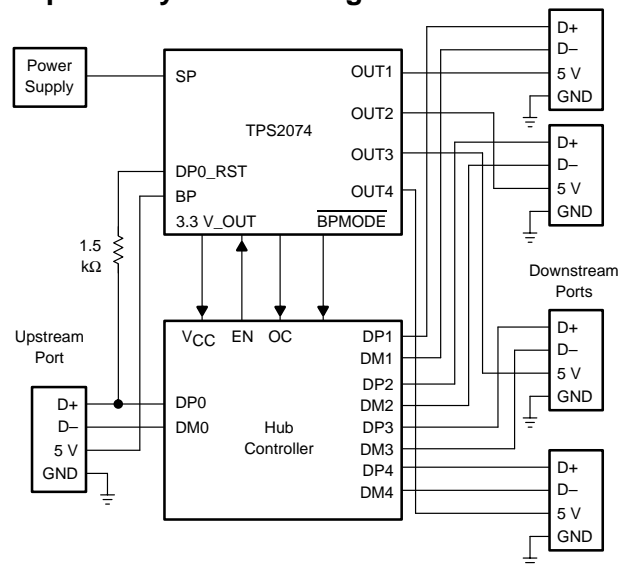 Power
Supply
SP
TPS2074
DP0_RST
BP
3.3 V_OUT
BPMODE
OUT1
OUT2
OUT3
OUT4
1.5
kΩ
Upstream
Port
D+
D–
5 V
GND
VCC EN OC
DP0
DM0
Hub
Controller
DP1
DM1
DP2
DM2
DP3
DM3
DP4
DM4
D+
D–
5 V
GND
D+
D–
5 V
GND
Downstream
Ports
D+
D–
5 V
GND
D+
D–
5 V
GND